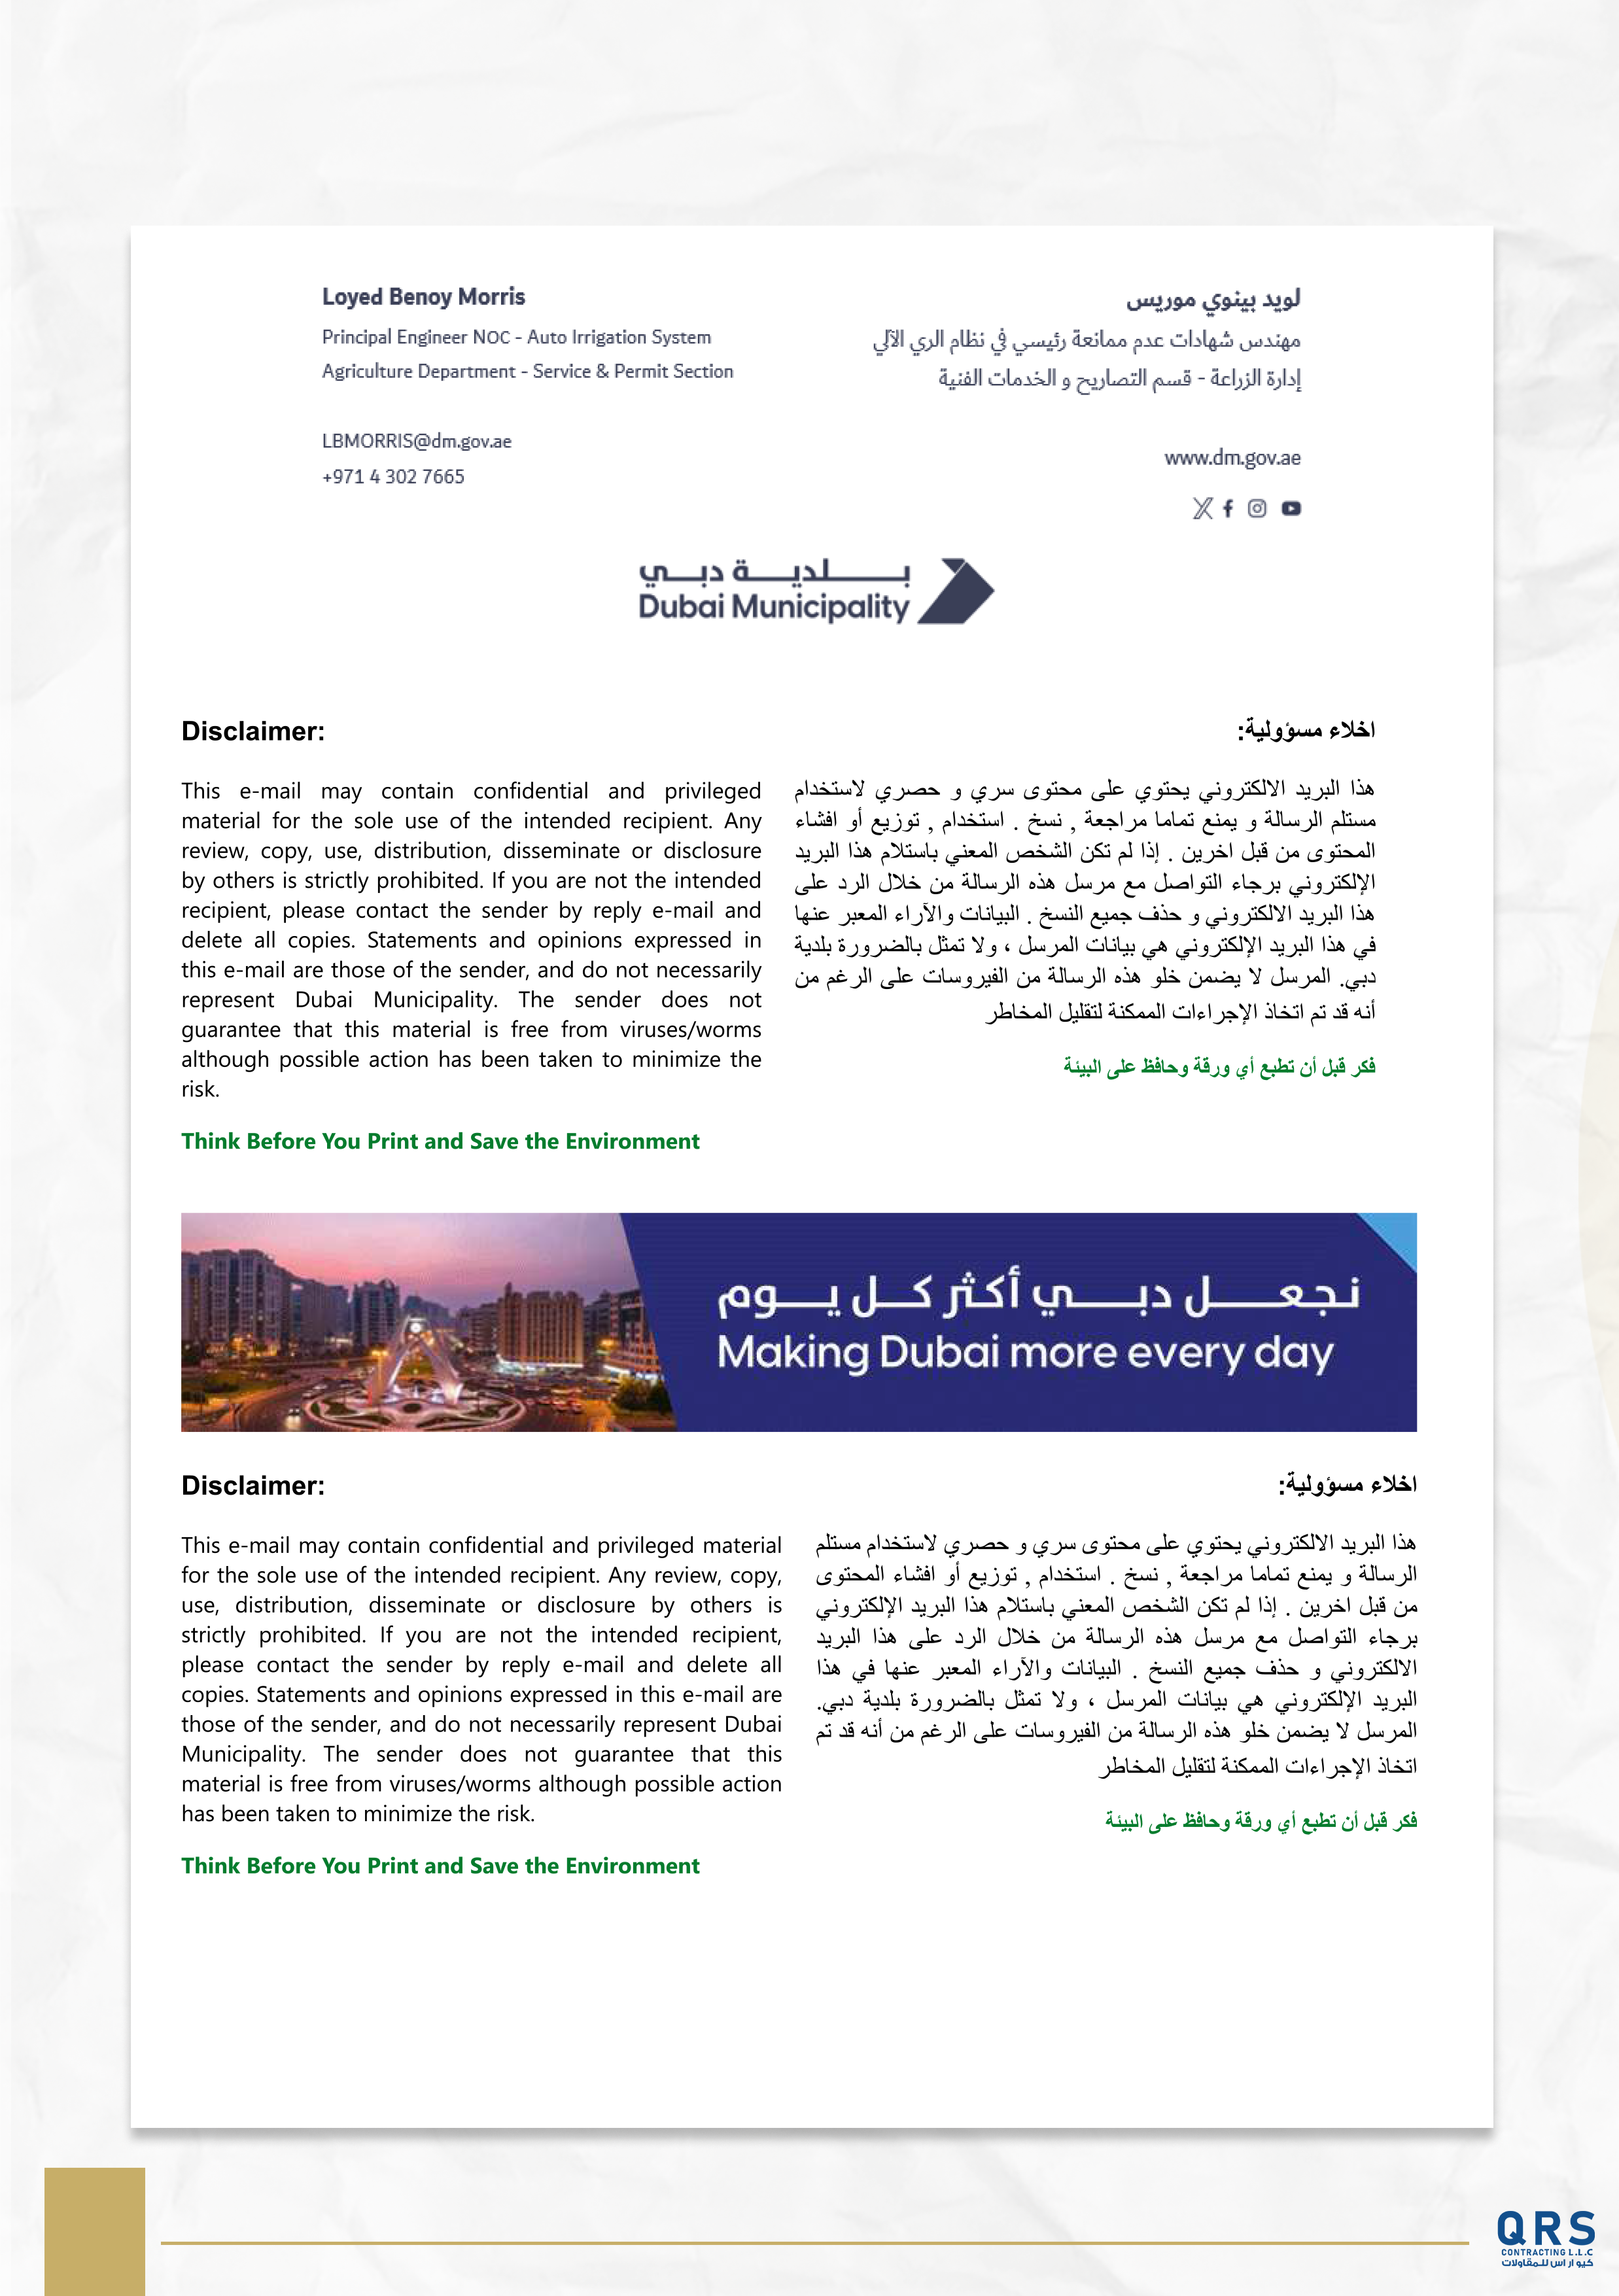 Loyed Benoy Morris
Principal Engineer NOC - Auto Irrigation System
Agriculture Department - Service & Permit Section
LBMORRIS@dm.gov.ae
+971 4 302 7665
لويد بينوي موريس
مهندس شهادات عدم ممانعة رئيسي في نظام الري الآلي
إدارة الزراعة - قسم التصاريح و الخدمات الفنية
www.dm.gov.ae
بلدية دبي
Dubai Municipality
Disclaimer:
This e-mail may contain confidential and privileged
material for the sole use of the intended recipient. Any
review, copy, use, distribution, disseminate or disclosure
by others is strictly prohibited. If you are not the intended
recipient, please contact the sender by reply e-mail and
delete all copies. Statements and opinions expressed in
this e-mail are those of the sender, and do not necessarily
represent Dubai Municipality. The sender does not
guarantee that this material is free from viruses/worms
although possible action has been taken to minimize the
risk.
Think Before You Print and Save the Environment
اخلاء مسؤولية:
هذا البريد الالكتروني يحتوي على محتوى سري و حصري لاستخدام
مستلم الرسالة و يمنع تماما مراجعة , نسخ . استخدام , توزيع أو افشاء
المحتوى من قبل اخرين . إذا لم تكن الشخص المعني باستلام هذا البريد
الإلكتروني برجاء التواصل مع مرسل هذه الرسالة من خلال الرد على
هذا البريد الالكتروني و حذف جميع النسخ . البيانات والآراء المعبر عنها
في هذا البريد الإلكتروني هي بيانات المرسل ، ولا تمثل بالضرورة بلدية
دبي. المرسل لا يضمن خلو هذه الرسالة من الفيروسات على الرغم من
أنه قد تم اتخاذ الإجراءات الممكنة لتقليل المخاطر
فكر قبل أن تطبع أي ورقة وحافظ على البيئة
نجعل دبي أكثر كل يوم
Making Dubai more every day
Disclaimer:
This e-mail may contain confidential and privileged material
for the sole use of the intended recipient. Any review, copy,
use, distribution, disseminate or disclosure by others is
strictly prohibited. If you are not the intended recipient,
please contact the sender by reply e-mail and delete all
copies. Statements and opinions expressed in this e-mail are
those of the sender, and do not necessarily represent Dubai
Municipality. The sender does not guarantee that this
material is free from viruses/worms although possible action
has been taken to minimize the risk.
Think Before You Print and Save the Environment
اخلاء مسؤولية:
هذا البريد الالكتروني يحتوي على محتوى سري و حصري لاستخدام مستلم
الرسالة و يمنع تماما مراجعة , نسخ . استخدام , توزيع أو افشاء المحتوى
من قبل اخرين . إذا لم تكن الشخص المعني باستلام هذا البريد الإلكتروني
برجاء التواصل مع مرسل هذه الرسالة من خلال الرد على هذا البريد
الالكتروني و حذف جميع النسخ . البيانات والآراء المعبر عنها في هذا
البريد الإلكتروني هي بيانات المرسل ، ولا تمثل بالضرورة بلدية دبي.
المرسل لا يضمن خلو هذه الرسالة من الفيروسات على الرغم من أنه قد تم
اتخاذ الإجراءات الممكنة لتقليل المخاطر
فكر قبل أن تطبع أي ورقة وحافظ على البيئة
QRS
CONTRACTING L.L.C
كيو ار اس للمقاولات